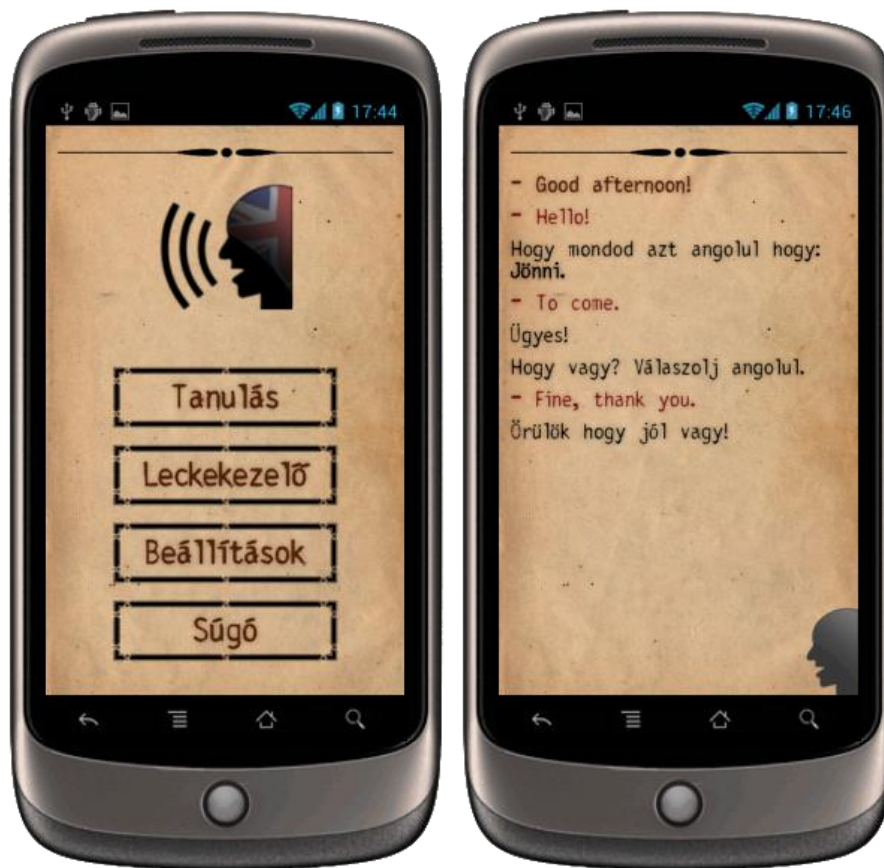 17:44
Tanulás
Leckekezelő
Beállítások
Súgó
17:46
- Good afternoon!
- Hello!
Hogy mondod azt angolul hogy:
Jönni.
- To come.
Ügyes!
Hogy vagy? Válaszolj angolul.
- Fine, thank you.
Örülök hogy jól vagy!